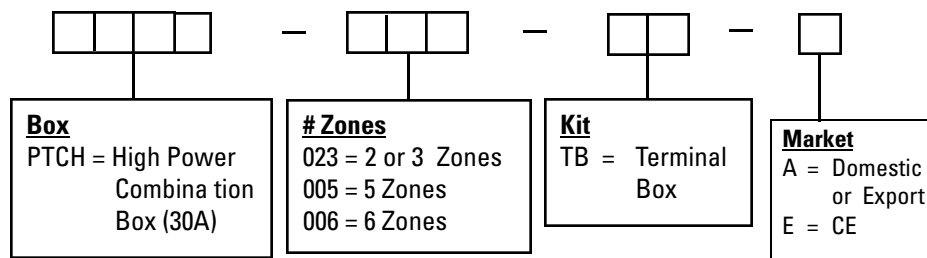 – – –
Box
PTCH = High Power
Combina tion
Box (30A)
# Zones
023 = 2 or 3 Zones
005 = 5 Zones
006 = 6 Zones
Kit
TB = Terminal
Box
Market
A = Domestic
or Export
E = CE